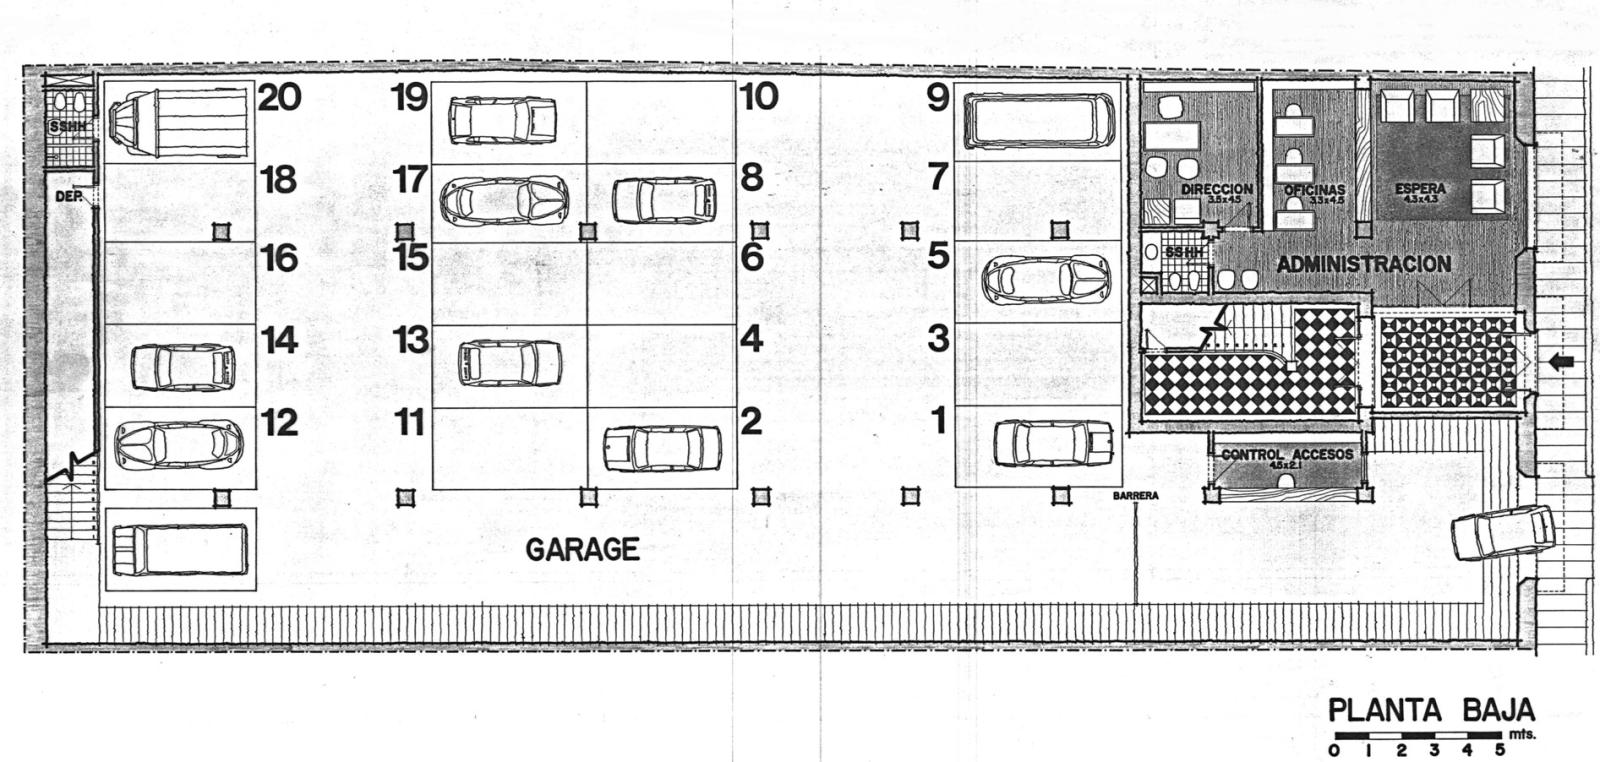 20
19
10
9
SSHH
DEP.
18
17
8
7
DIRECCION
3.5x4.5
OFICINAS
3.3x4.5
ESPERA
4.3x4.3
16
15
6
5
SSHH
ADMINISTRACION
14
13
4
3
12
11
2
1
CONTROL ACCESOS
4.5x2.1
BARRERA
GARAGE
PLANTA BAJA
mts.
0 1 2 3 4 5